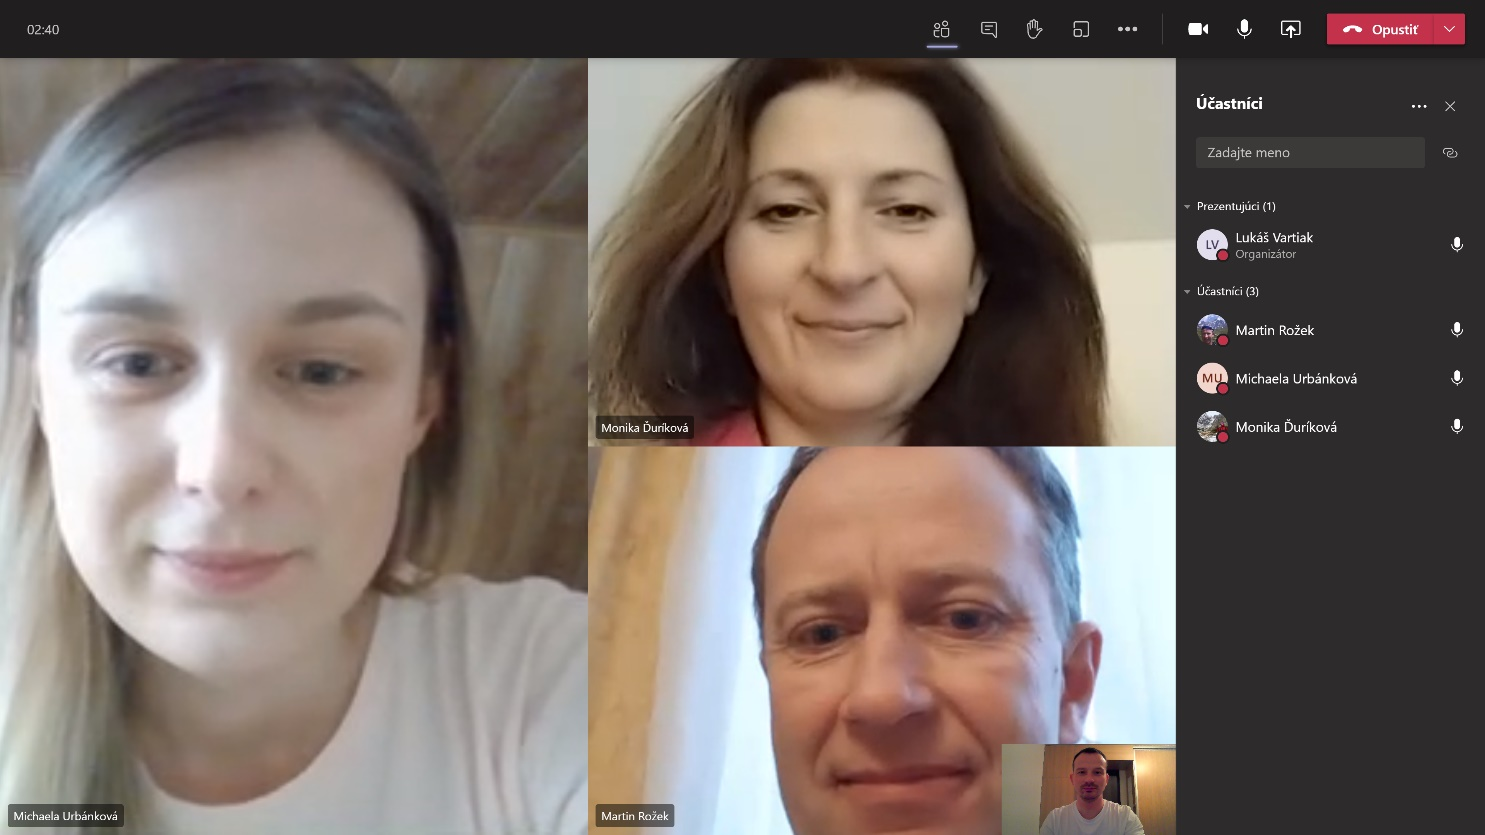 02:40
Opustiť
Účastníci
Zadajte meno
Prezentujúci (1)
LV
Lukáš Vartiak
Organizátor
Účastníci (3)
Martin Rožek
MU
Michaela Urbánková
Monika Ďuríková
Monika Ďuríková
Michaela Urbánková
Martin Rožek